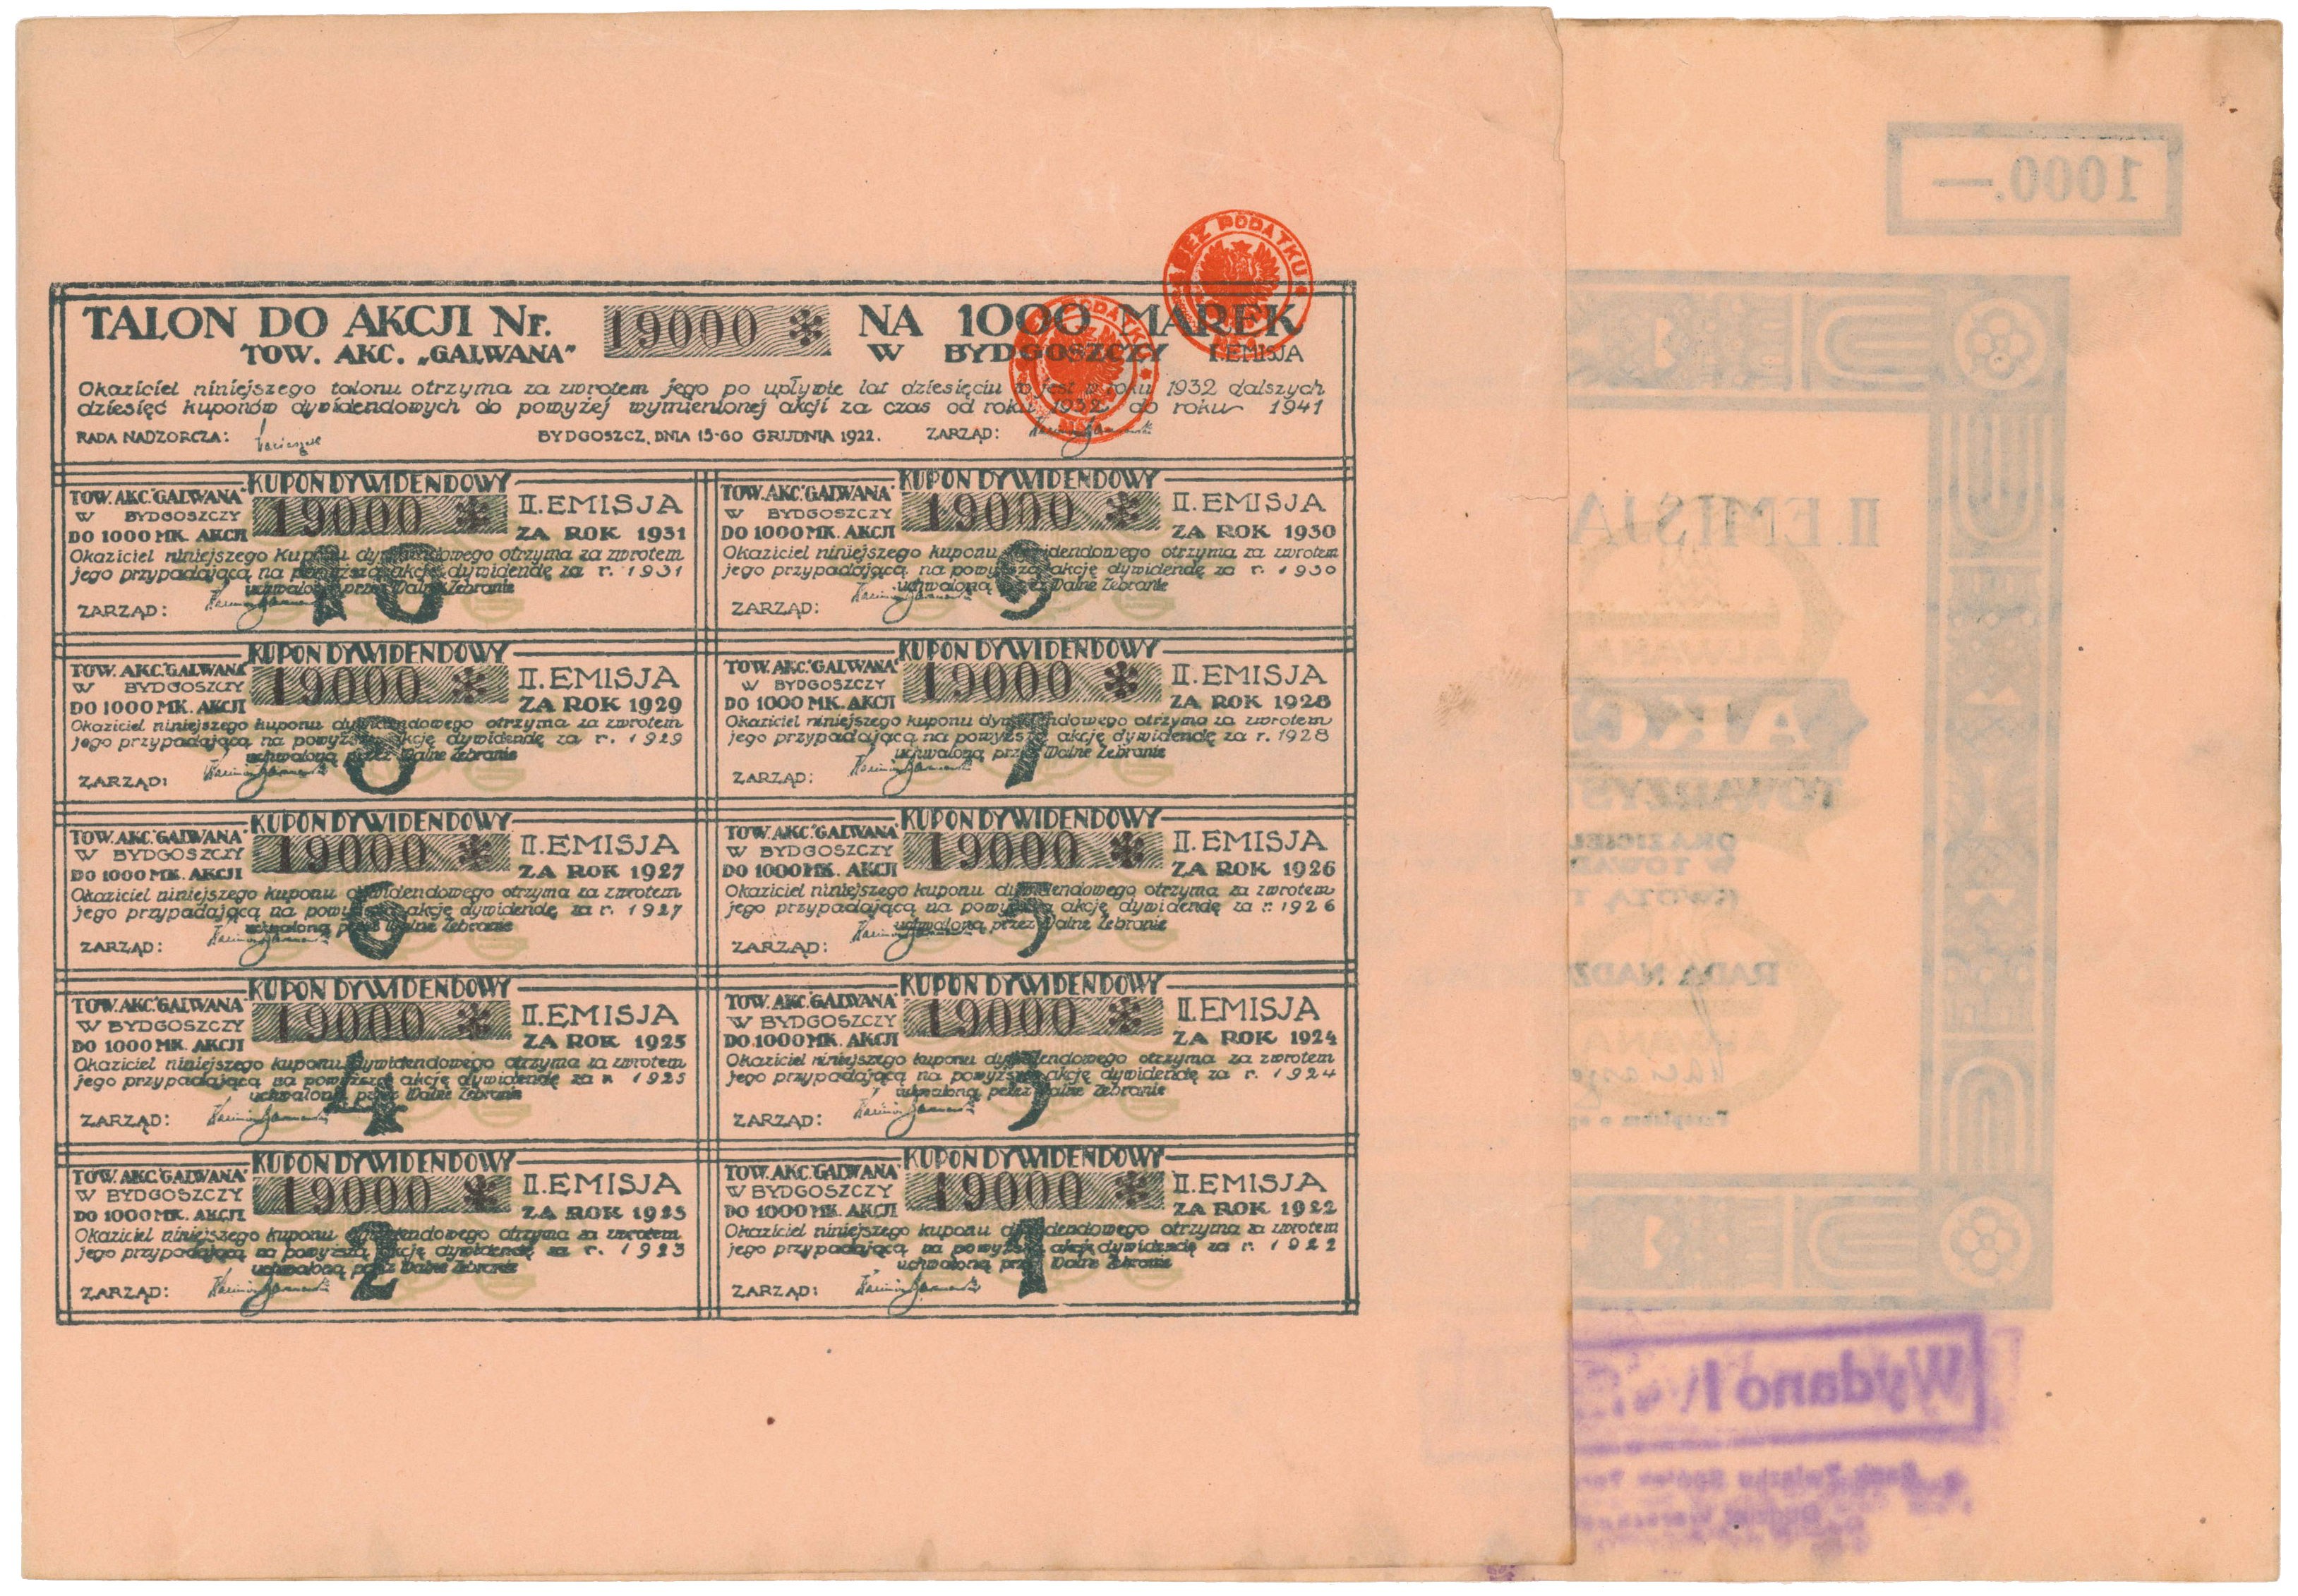 TALON DO AKCJI Nr. 19000 * NA 1000 MAREK
TOW. AKC. „GALWANA" W BYDGOSZCZY I. EMISJA
Okaziciel niniejszego talonu otrzyma za zwrotem jego po upływie lat dziesięciu to jest w roku 1932 dalszych
dziesięć kuponów dywidendowych do powyżej wymienionej akcji za czas od roku 1932 do roku 1941
RADA NADZORCZA: BYDGOSZCZ, DNIA 15-GO GRUDNIA 1922. ZARZĄD:
BEZ PODATKU
KUPON DYWIDENDOWY
TOW. AKC. "GALWANA" 19000 * II. EMISJA
W BYDGOSZCZY
DO 1000 MK. AKCJI ZA ROK 1931
Okaziciel niniejszego kuponu dywidendowego otrzyma za zwrotem
jego przypadającą na powyższą akcję dywidendę za r. 1931
uchwaloną przez Walne Zebranie
ZARZĄD:
10
KUPON DYWIDENDOWY
TOW. AKC. "GALWANA" 19000 * II. EMISJA
W BYDGOSZCZY
DO 1000 MK. AKCJI ZA ROK 1930
Okaziciel niniejszego kuponu dywidendowego otrzyma za zwrotem
jego przypadającą na powyższą akcję dywidendę za r. 1930
uchwaloną przez Walne Zebranie
ZARZĄD:
9
KUPON DYWIDENDOWY
TOW. AKC. "GALWANA" 19000 * II. EMISJA
W BYDGOSZCZY
DO 1000 MK. AKCJI ZA ROK 1929
Okaziciel niniejszego kuponu dywidendowego otrzyma za zwrotem
jego przypadającą na powyższą akcję dywidendę za r. 1929
uchwaloną przez Walne Zebranie
ZARZĄD:
8
KUPON DYWIDENDOWY
TOW. AKC. "GALWANA" 19000 * II. EMISJA
W BYDGOSZCZY
DO 1000 MK. AKCJI ZA ROK 1928
Okaziciel niniejszego kuponu dywidendowego otrzyma za zwrotem
jego przypadającą na powyższą akcję dywidendę za r. 1928
uchwaloną przez Walne Zebranie
ZARZĄD:
7
KUPON DYWIDENDOWY
TOW. AKC. "GALWANA" 19000 * II. EMISJA
W BYDGOSZCZY
DO 1000 MK. AKCJI ZA ROK 1927
Okaziciel niniejszego kuponu dywidendowego otrzyma za zwrotem
jego przypadającą na powyższą akcję dywidendę za r. 1927
uchwaloną przez Walne Zebranie
ZARZĄD:
6
KUPON DYWIDENDOWY
TOW. AKC. "GALWANA" 19000 * II. EMISJA
W BYDGOSZCZY
DO 1000 MK. AKCJI ZA ROK 1926
Okaziciel niniejszego kuponu dywidendowego otrzyma za zwrotem
jego przypadającą na powyższą akcję dywidendę za r. 1926
uchwaloną przez Walne Zebranie
ZARZĄD:
5
KUPON DYWIDENDOWY
TOW. AKC. "GALWANA" 19000 * II. EMISJA
W BYDGOSZCZY
DO 1000 MK. AKCJI ZA ROK 1925
Okaziciel niniejszego kuponu dywidendowego otrzyma za zwrotem
jego przypadającą na powyższą akcję dywidendę za r. 1925
uchwaloną przez Walne Zebranie
ZARZĄD:
4
KUPON DYWIDENDOWY
TOW. AKC. "GALWANA" 19000 * II. EMISJA
W BYDGOSZCZY
DO 1000 MK. AKCJI ZA ROK 1924
Okaziciel niniejszego kuponu dywidendowego otrzyma za zwrotem
jego przypadającą na powyższą akcję dywidendę za r. 1924
uchwaloną przez Walne Zebranie
ZARZĄD:
3
KUPON DYWIDENDOWY
TOW. AKC. "GALWANA" 19000 * II. EMISJA
W BYDGOSZCZY
DO 1000 MK. AKCJI ZA ROK 1923
Okaziciel niniejszego kuponu dywidendowego otrzyma za zwrotem
jego przypadającą na powyższą akcję dywidendę za r. 1923
uchwaloną przez Walne Zebranie
ZARZĄD:
2
KUPON DYWIDENDOWY
TOW. AKC. "GALWANA" 19000 * II. EMISJA
W BYDGOSZCZY
DO 1000 MK. AKCJI ZA ROK 1922
Okaziciel niniejszego kuponu dywidendowego otrzyma za zwrotem
jego przypadającą na powyższą akcję dywidendę za r. 1922
uchwaloną przez Walne Zebranie
ZARZĄD:
1
1000.—
II. EMISJA
AKC
TOWARZYS
OKAZICIEL
W TOWAR
KWOTĄ T
RADA NADZ
Wydano
Bank Związku Spółek